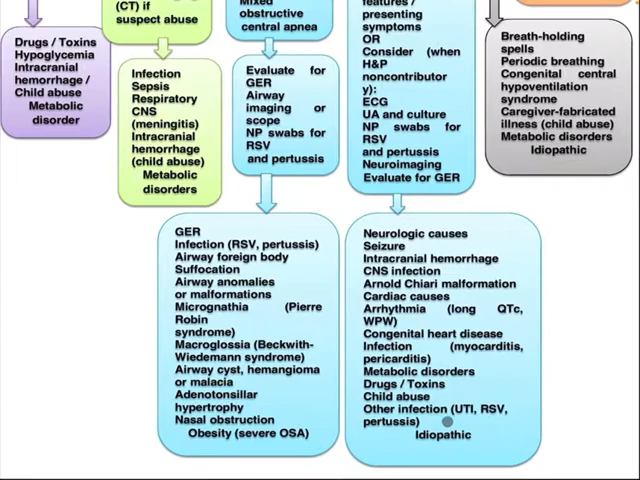 (CT) if
suspect abuse
Mixed
obstructive
central apnea
features /
presenting
symptoms
OR
Consider (when
H&P
noncontributor
y):
ECG
UA and culture
NP swabs for
RSV
and pertussis
Neuroimaging
Evaluate for GER
Drugs / Toxins
Hypoglycemia
Intracranial
hemorrhage /
Child abuse
Metabolic
disorder
Infection
Sepsis
Respiratory
CNS
(meningitis)
Intracranial
hemorrhage
(child abuse)
Metabolic
disorders
Evaluate for
GER
Airway
imaging or
scope
NP swabs for
RSV
and pertussis
Breath-holding
spells
Periodic breathing
Congenital central
hypoventilation
syndrome
Caregiver-fabricated
illness (child abuse)
Metabolic disorders
Idiopathic
GER
Infection (RSV, pertussis)
Airway foreign body
Suffocation
Airway anomalies
or malformations
Micrognathia (Pierre
Robin
syndrome)
Macroglossia (Beckwith-
Wiedemann syndrome)
Airway cyst, hemangioma
or malacia
Adenotonsillar
hypertrophy
Nasal obstruction
Obesity (severe OSA)
Neurologic causes
Seizure
Intracranial hemorrhage
CNS infection
Arnold Chiari malformation
Cardiac causes
Arrhythmia (long QTc,
WPW)
Congenital heart disease
Infection (myocarditis,
pericarditis)
Metabolic disorders
Drugs / Toxins
Child abuse
Other infection (UTI, RSV,
pertussis)
Idiopathic